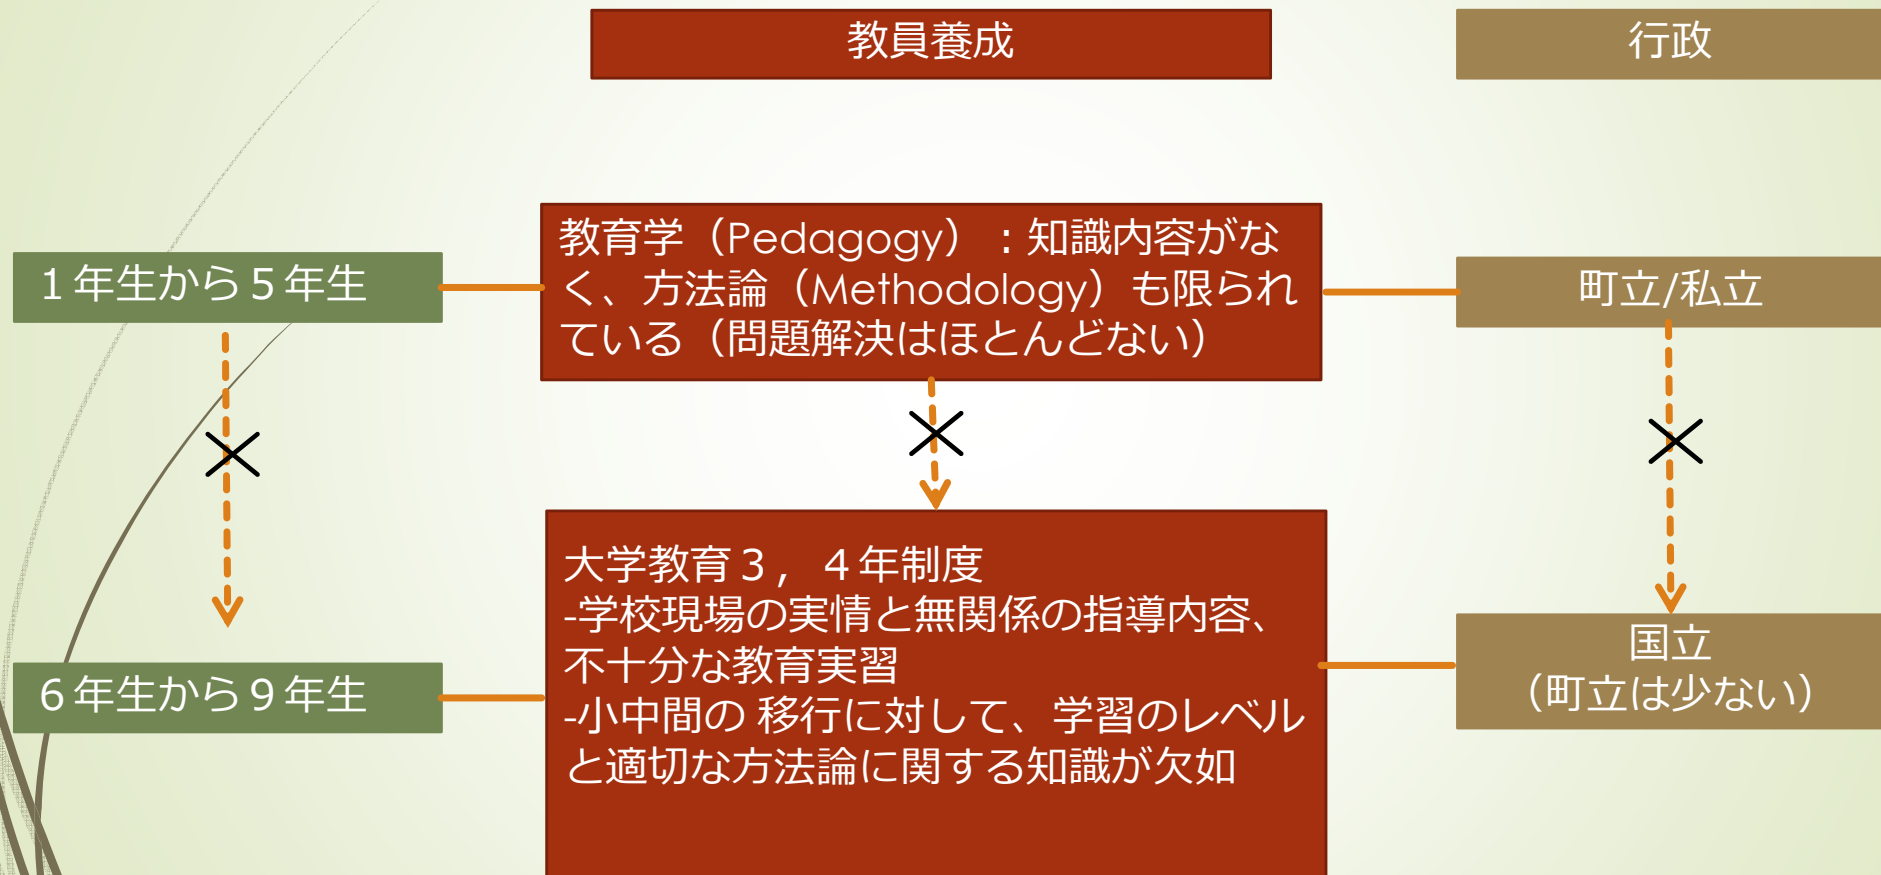 教員養成
行政
1年生から5年生
教育学（Pedagogy）：知識内容がな
く、方法論（Methodology）も限られ
ている（問題解決はほとんどない）
町立/私立
大学教育３，４年制度
-学校現場の実情と無関係の指導内容、
不十分な教育実習
-小中間の 移行に対して、学習のレベル
と適切な方法論に関する知識が欠如
6年生から9年生
国立
（町立は少ない）